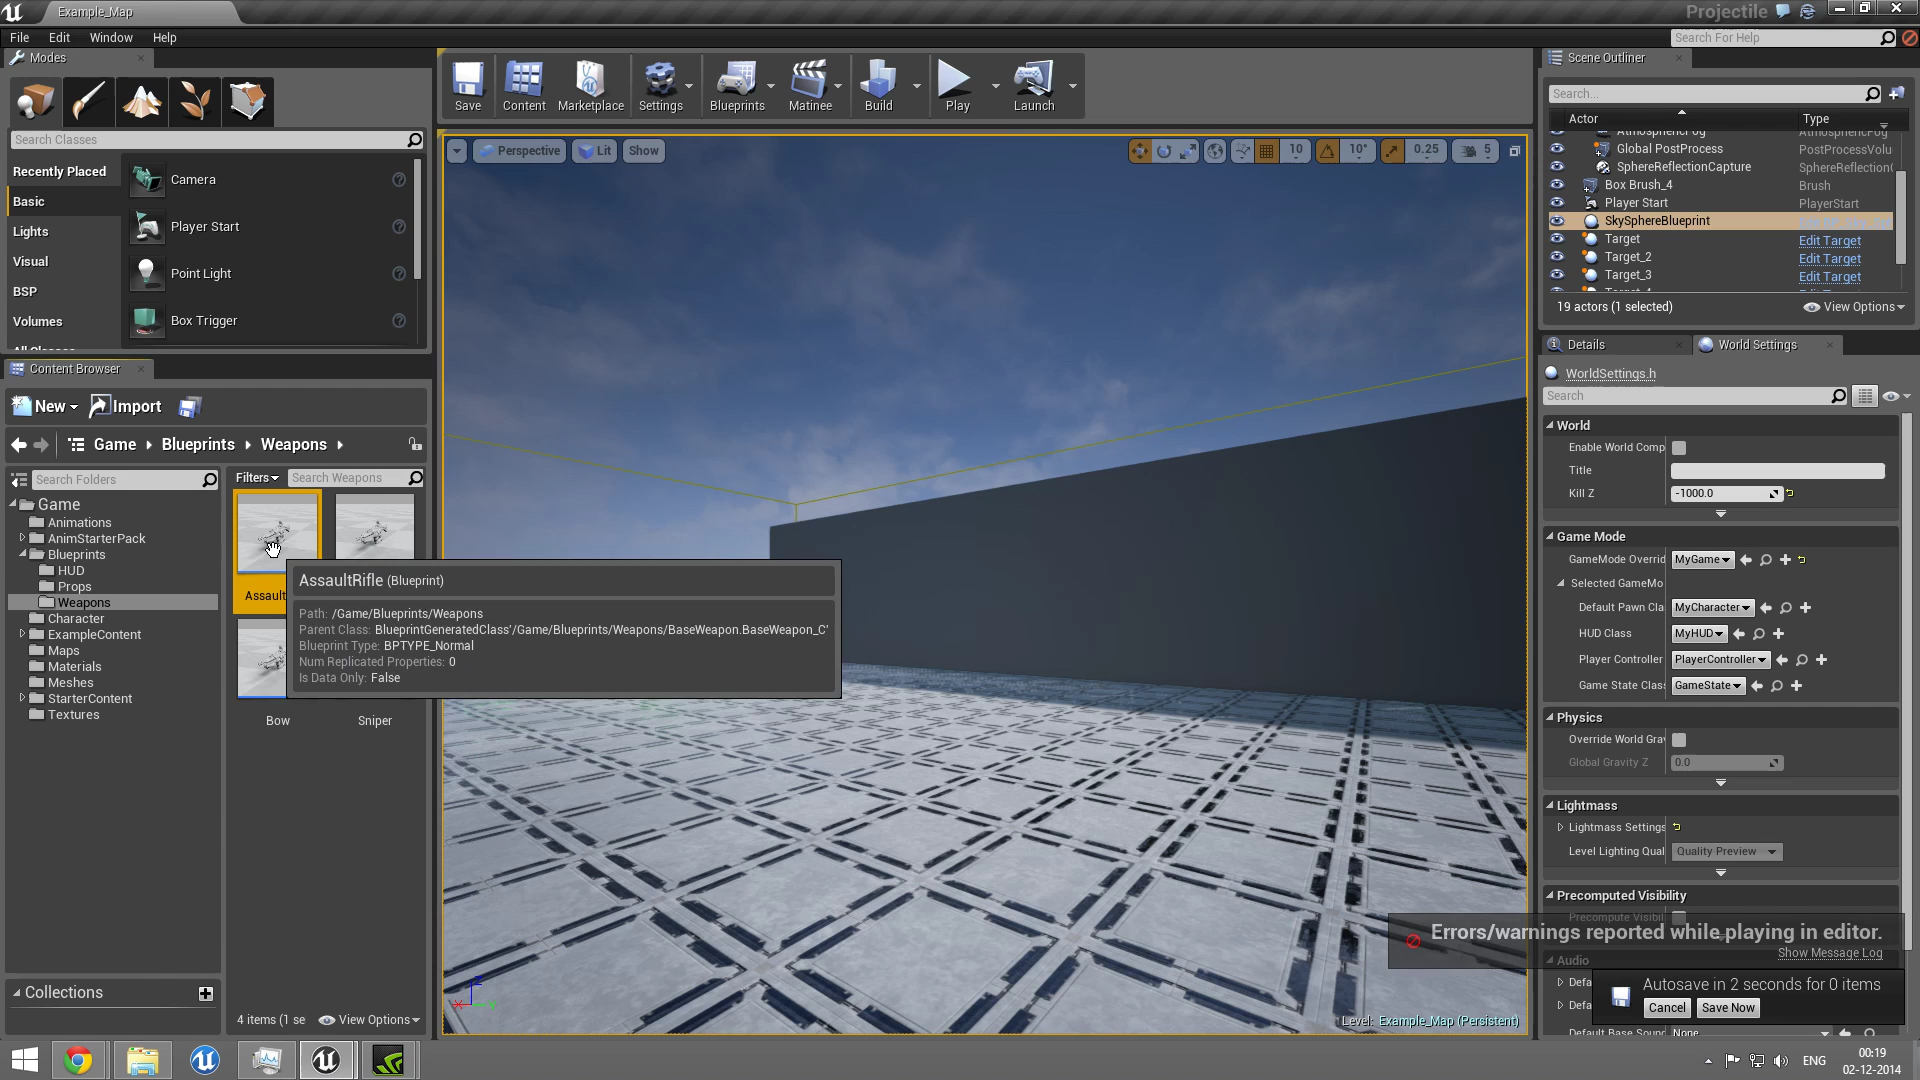 Example_Map
Projectile
File Edit Window Help
Search For Help
Modes
Search Classes
Recently Placed
Basic
Lights
Visual
BSP
Volumes
Camera
Player Start
Point Light
Box Trigger
Save Content Marketplace Settings Blueprints Matinee Build Play Launch
Perspective Lit Show
10 10° 0.25 5
Scene Outliner
Search...
Actor Type
AtmosphericFog AtmosphericFog
Global PostProcess PostProcessVolu
SphereReflectionCapture SphereReflection
Box Brush_4 Brush
Player Start PlayerStart
SkySphereBlueprint
Target Edit Target
Target_2 Edit Target
Target_3 Edit Target
19 actors (1 selected) View Options
Content Browser
New Import
Game Blueprints Weapons
Search Folders
Game
Animations
AnimStarterPack
Blueprints
HUD
Props
Weapons
Character
ExampleContent
Maps
Materials
Meshes
StarterContent
Textures
Collections
Filters Search Weapons
Assault
Bow Sniper
4 items (1 se View Options
AssaultRifle (Blueprint)
Path: /Game/Blueprints/Weapons
Parent Class: BlueprintGeneratedClass'/Game/Blueprints/Weapons/BaseWeapon.BaseWeapon_C'
Blueprint Type: BPTYPE_Normal
Num Replicated Properties: 0
Is Data Only: False
Level: Example_Map (Persistent)
Details World Settings
WorldSettings.h
Search
World
Enable World Comp
Title
Kill Z -1000.0
Game Mode
GameMode Overrid MyGame
Selected GameMo
Default Pawn Cla MyCharacter
HUD Class MyHUD
Player Controller PlayerController
Game State Clas GameState
Physics
Override World Gra
Global Gravity Z 0.0
Lightmass
Lightmass Settings
Level Lighting Qual Quality Preview
Precomputed Visibility
Precompute Visibil
Errors/warnings reported while playing in editor.
Show Message Log
Audio
Defa
Defa
Default Base Soun None
Autosave in 2 seconds for 0 items
Cancel Save Now
ENG
00:19
02-12-2014